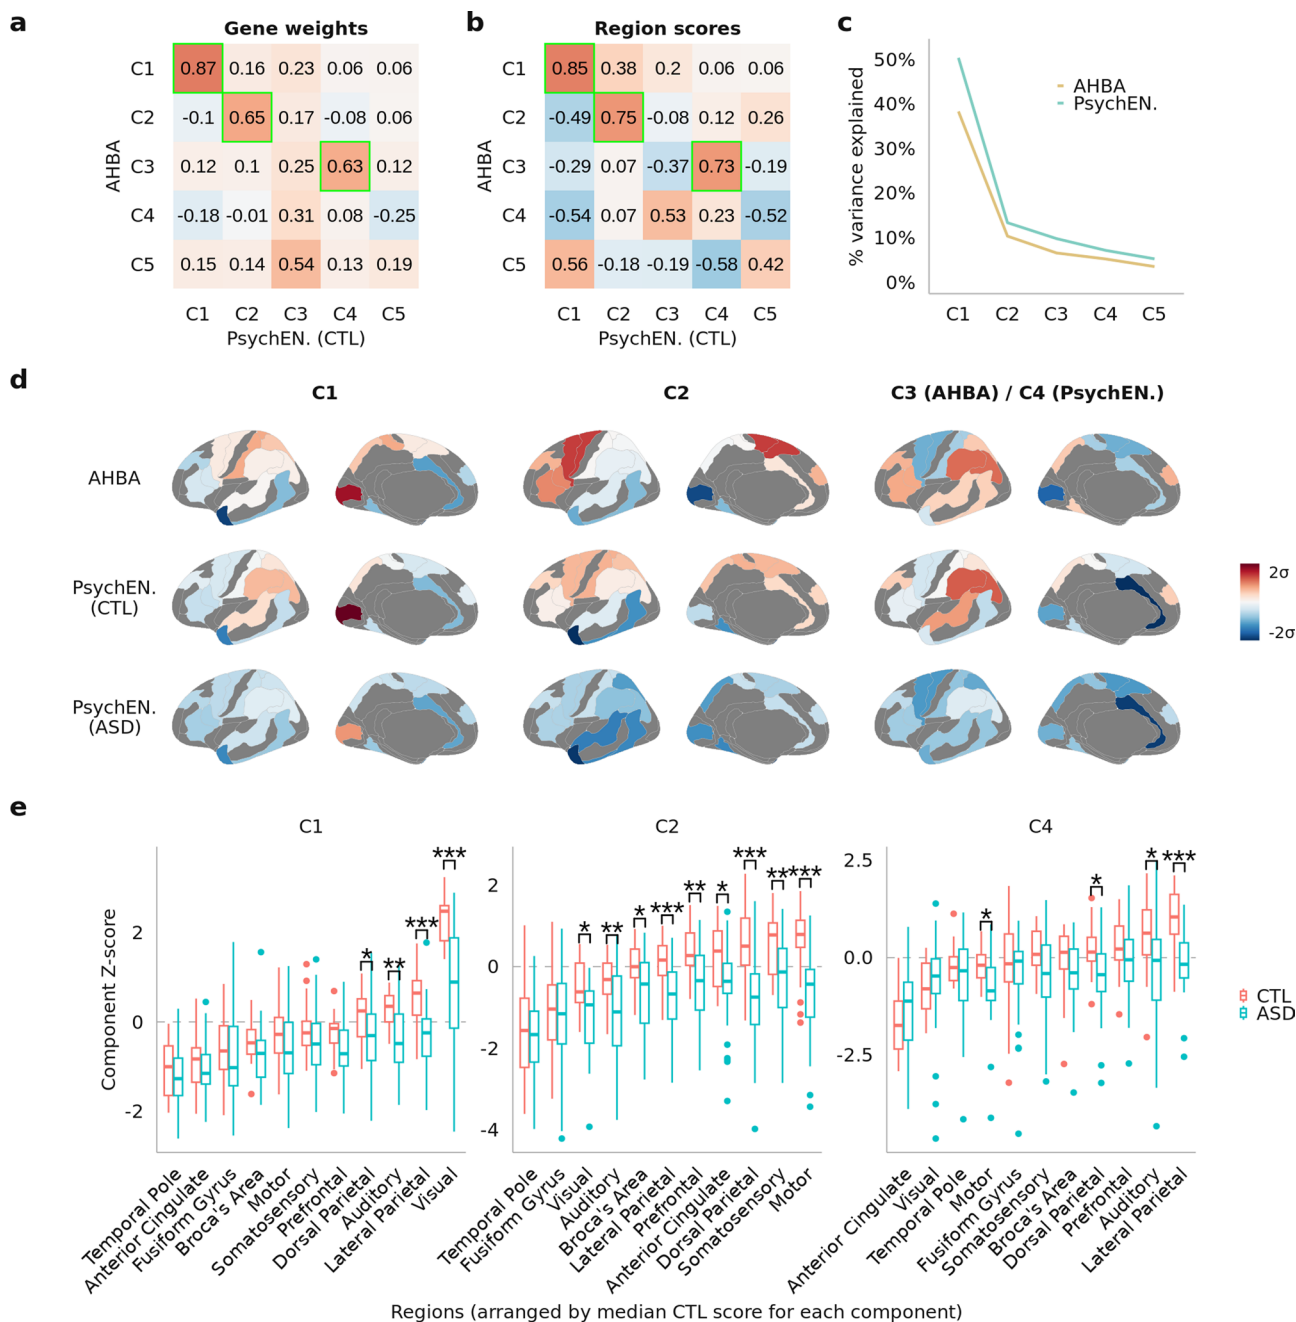 a
Gene weights
C1 0.87 0.16 0.23 0.06 0.06
C2 -0.1 0.65 0.17 -0.08 0.06
C3 0.12 0.1 0.25 0.63 0.12
C4 -0.18 -0.01 0.31 0.08 -0.25
C5 0.15 0.14 0.54 0.13 0.19
AHBA
C1 C2 C3 C4 C5
PsychEN. (CTL)
b
Region scores
C1 0.85 0.38 0.2 0.06 0.06
C2 -0.49 0.75 -0.08 0.12 0.26
C3 -0.29 0.07 -0.37 0.73 -0.19
C4 -0.54 0.07 0.53 0.23 -0.52
C5 0.56 -0.18 -0.19 -0.58 0.42
AHBA
C1 C2 C3 C4 C5
PsychEN. (CTL)
c
% variance explained
50%
40%
30%
20%
10%
0%
AHBA
PsychEN.
C1 C2 C3 C4 C5
d
C1 C2 C3 (AHBA) / C4 (PsychEN.)
AHBA
PsychEN.
(CTL)
PsychEN.
(ASD)
2σ
-2σ
e
Component Z-score
C1
2
0
-2
* ** *** ***
Temporal Pole
Anterior Cingulate
Fusiform Gyrus
Broca's Area
Motor
Somatosensory
Prefrontal
Dorsal Parietal
Auditory
Lateral Parietal
Visual
C2
2
0
-2
-4
* ** * *** ** * *** ** ***
Temporal Pole
Fusiform Gyrus
Visual
Auditory
Broca's Area
Lateral Parietal
Prefrontal
Anterior Cingulate
Dorsal Parietal
Somatosensory
Motor
C4
2.5
0.0
-2.5
* * * ***
Anterior Cingulate
Visual
Temporal Pole
Motor
Fusiform Gyrus
Somatosensory
Broca's Area
Dorsal Parietal
Prefrontal
Auditory
Lateral Parietal
CTL
ASD
Regions (arranged by median CTL score for each component)